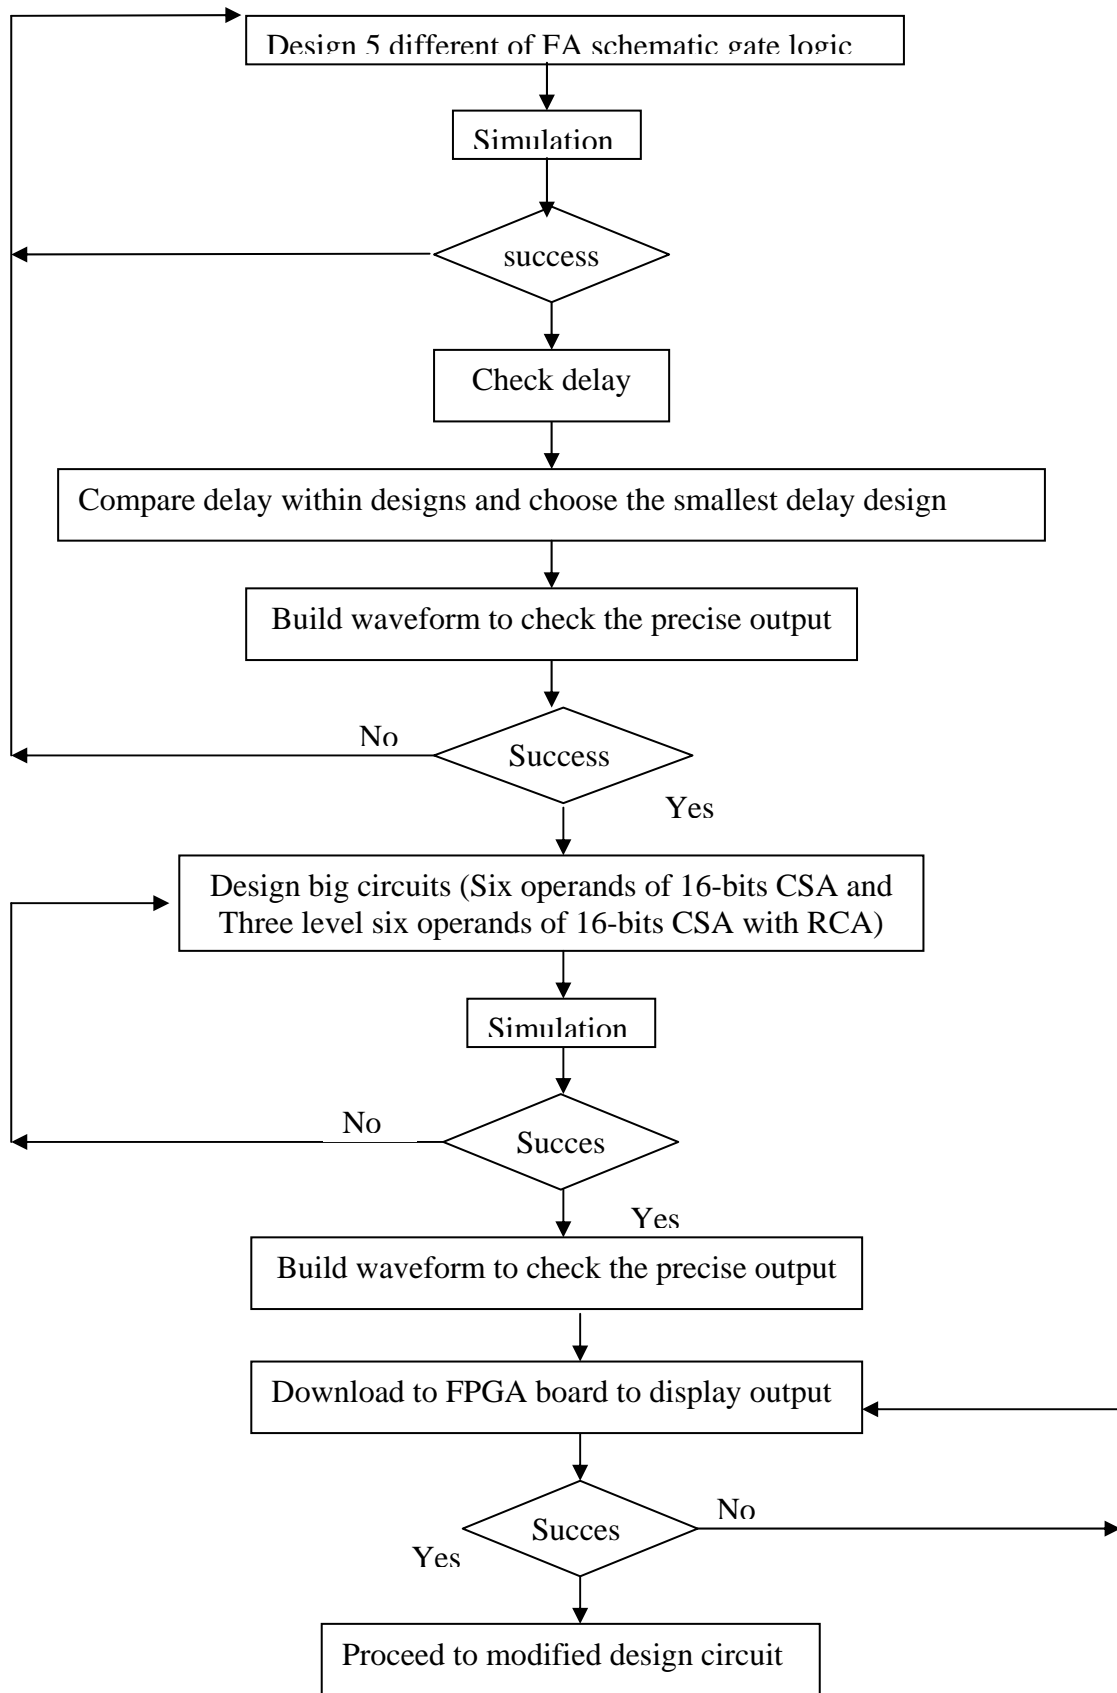 Design 5 different of FA schematic gate logic
Simulation
success
Check delay
Compare delay within designs and choose the smallest delay design
Build waveform to check the precise output
No
Success
Yes
Design big circuits (Six operands of 16-bits CSA and
Three level six operands of 16-bits CSA with RCA)
Simulation
No
Succes
Yes
Build waveform to check the precise output
Download to FPGA board to display output
No
Succes
Yes
Proceed to modified design circuit